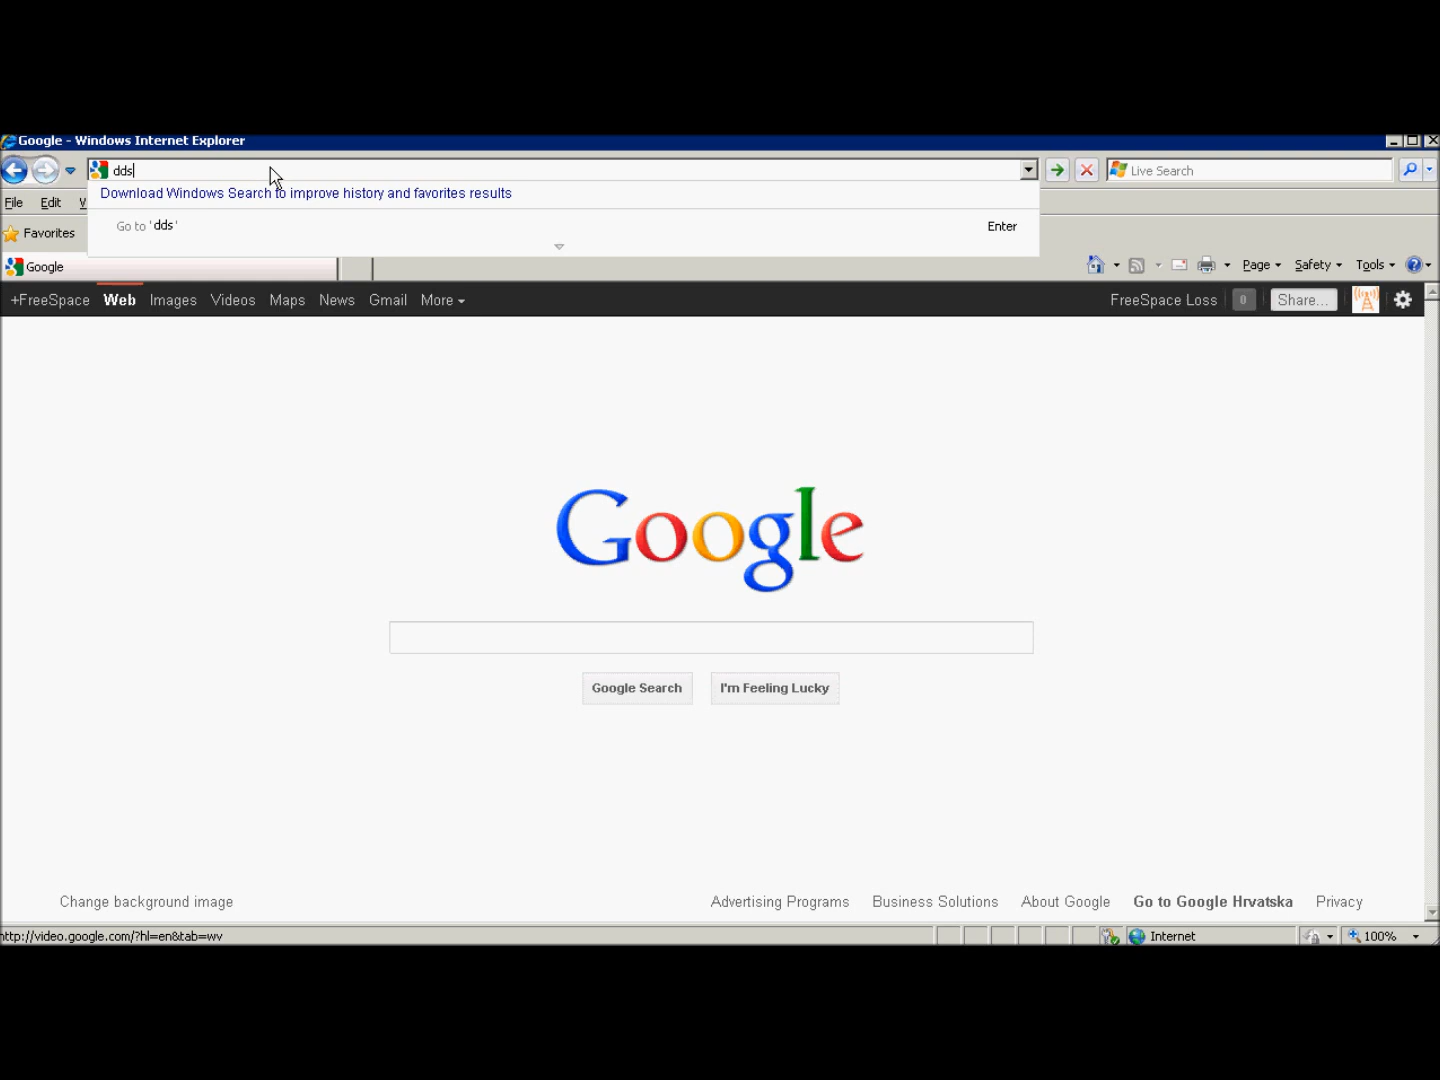 Google - Windows Internet Explorer
dds
Live Search
Download Windows Search to improve history and favorites results
File Edit V
Go to 'dds' Enter
Favorites
Google
Page Safety Tools
+FreeSpace Web Images Videos Maps News Gmail More FreeSpace Loss 0 Share...
Google
Google Search I'm Feeling Lucky
Change background image Advertising Programs Business Solutions About Google Go to Google Hrvatska Privacy
http://video.google.com/?hl=en&tab=wv Internet 100%